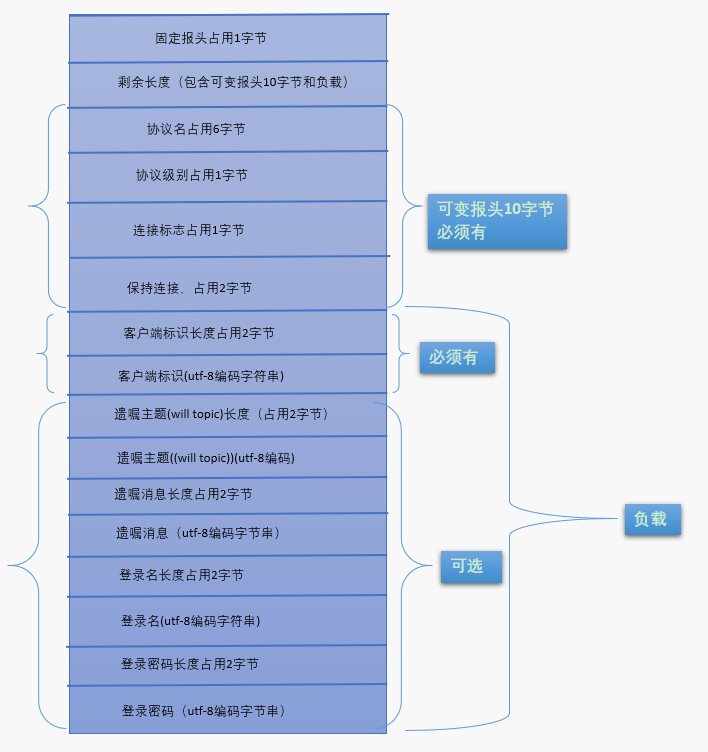 固定报头占用1字节
剩余长度（包含可变报头10字节和负载）
协议名占用6字节
协议级别占用1字节
连接标志占用1字节
保持连接、占用2字节
可变报头10字节
必须有
客户端标识长度占用2字节
客户端标识(utf-8编码字符串)
必须有
遗嘱主题(will topic)长度（占用2字节）
遗嘱主题((will topic))(utf-8编码)
遗嘱消息长度占用2字节
遗嘱消息（utf-8编码字节串）
登录名长度占用2字节
登录名(utf-8编码字符串)
登录密码长度占用2字节
登录密码（utf-8编码字节串）
可选
负载